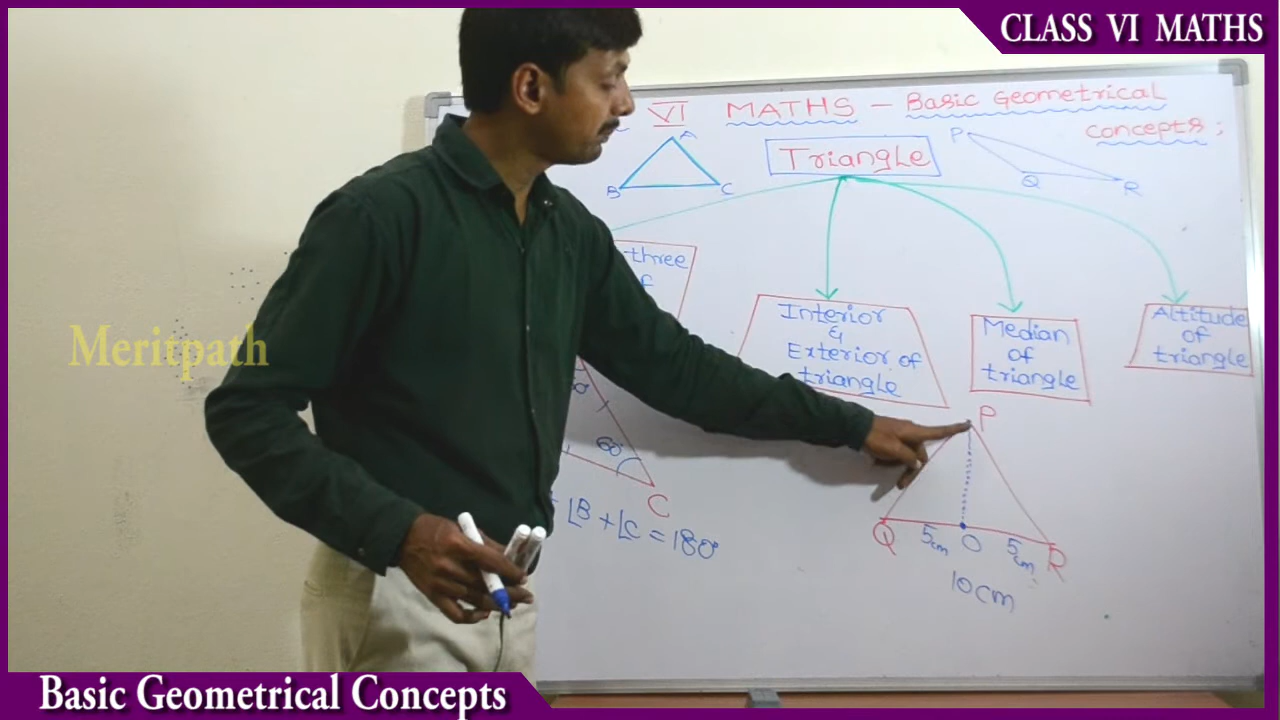 CLASS VI MATHS
VI MATHS - Basic Geometrical
Concepts;
A
B
C
Triangle
P
Q
R
three
Interior
&
Exterior of
triangle
Median
of
triangle
Altitude
of
triangle
Meritpath
60°
C
∠B + ∠C = 180°
P
Q
5cm
O
5cm
R
10cm
Basic Geometrical Concepts